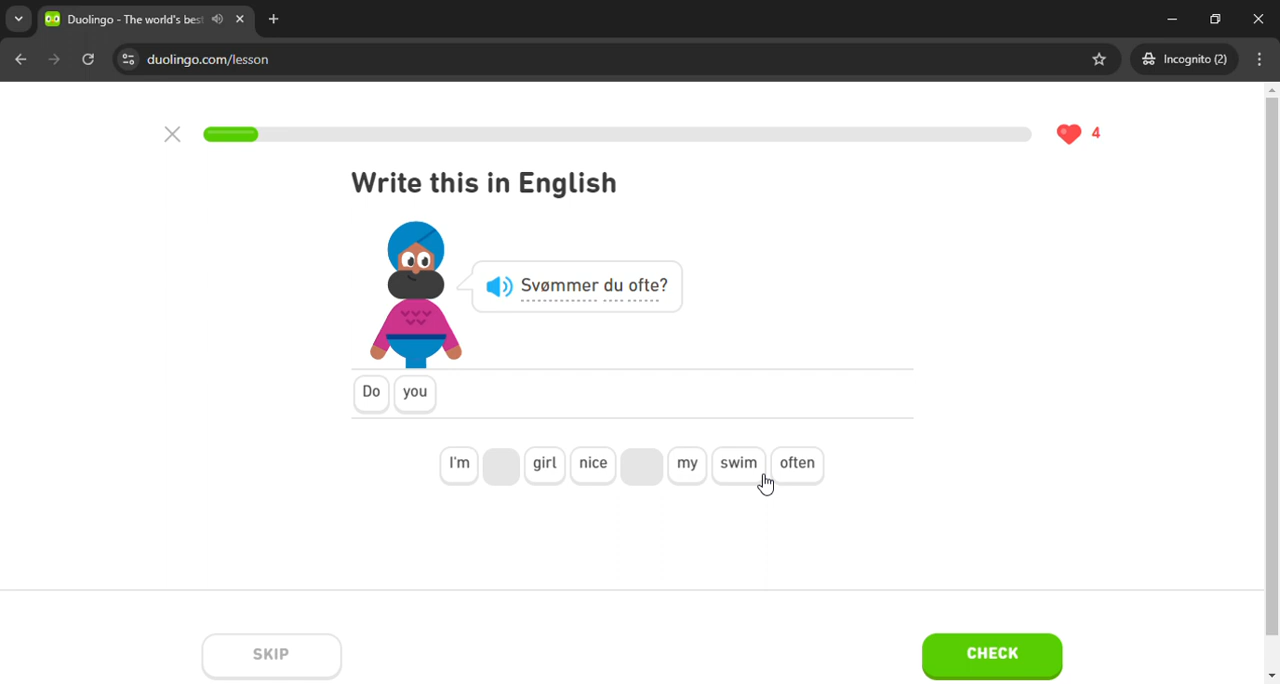 Duolingo - The world's best
duolingo.com/lesson
Incognito (2)
4
Write this in English
Svømmer du ofte?
Do you
I'm girl nice my swim often
SKIP CHECK